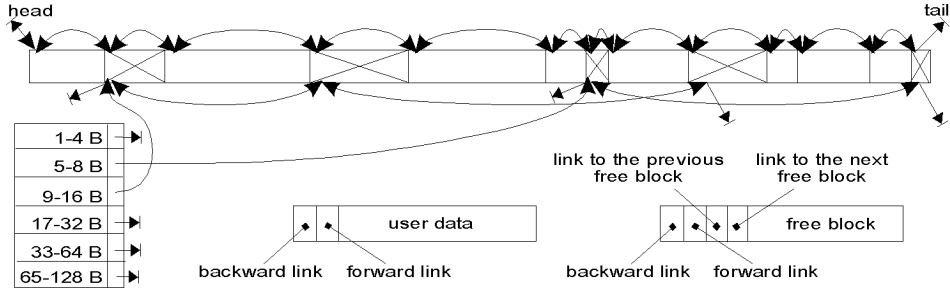 head
tail
1-4 B
5-8 B
9-16 B
17-32 B
33-64 B
65-128 B
user data
backward link
forward link
link to the previous
free block
link to the next
free block
free block
backward link
forward link